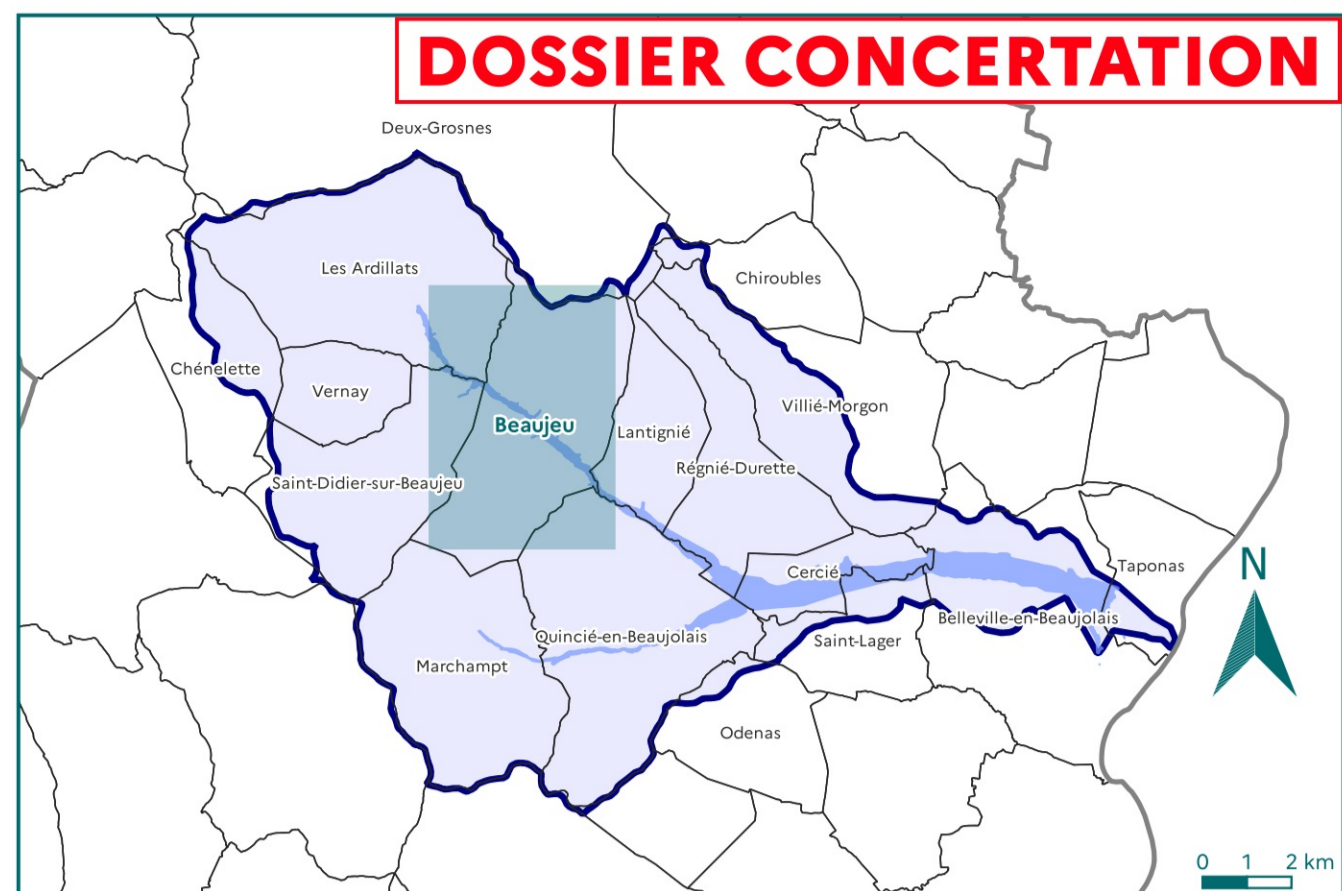 DOSSIER CONCERTATION
Deux-Grosnes
Les Ardillats
Chiroubles
Chénelette
Vernay
Villié-Morgon
Beaujeu
Lantignié
Régnié-Durette
Saint-Didier-sur-Beaujeu
Taponas
N
Cercié
Belleville-en-Beaujolais
Quincié-en-Beaujolais
Saint-Lager
Marchampt
Odenas
0 1 2 km